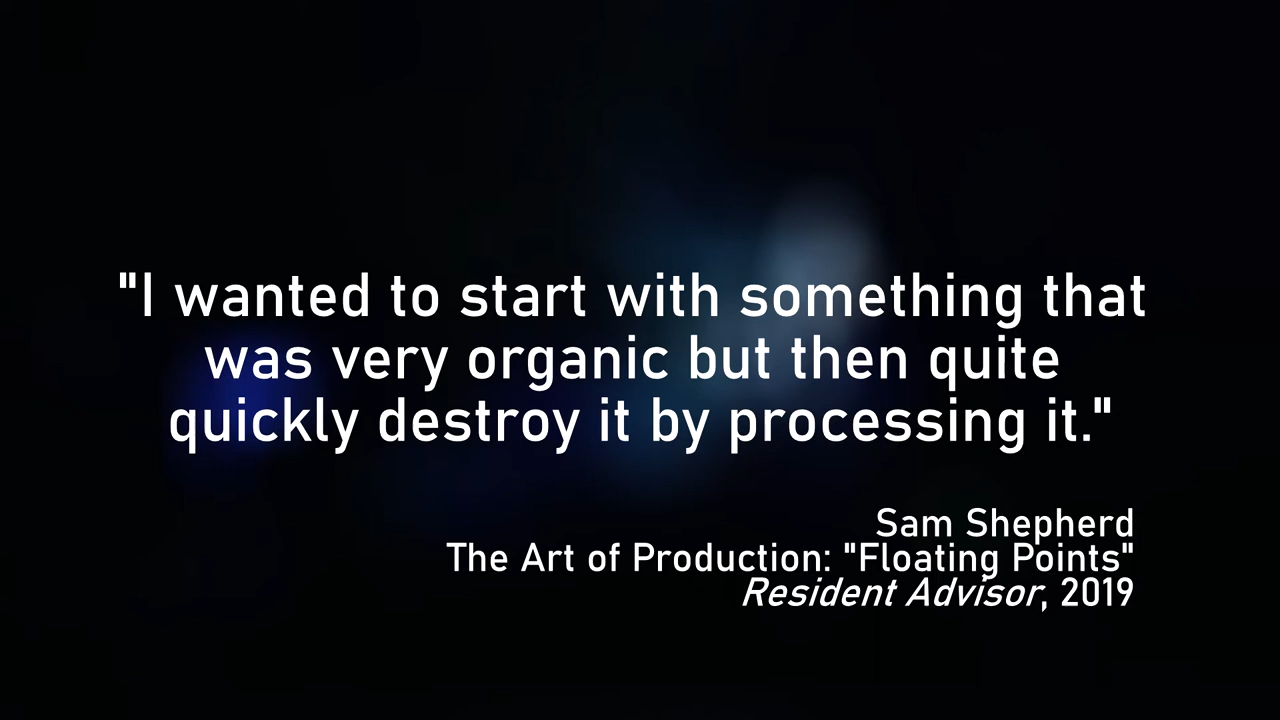 "I wanted to start with something that
was very organic but then quite
quickly destroy it by processing it."
Sam Shepherd
The Art of Production: "Floating Points"
Resident Advisor, 2019